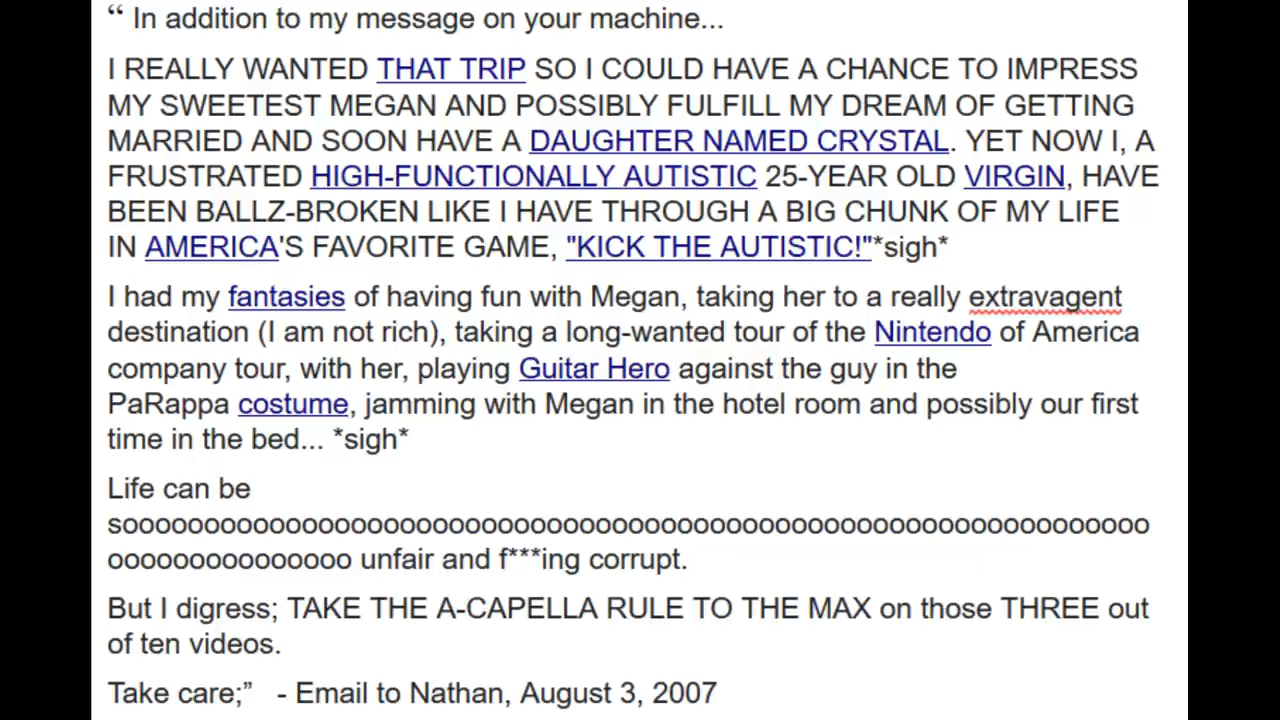 “ In addition to my message on your machine...
I REALLY WANTED THAT TRIP SO I COULD HAVE A CHANCE TO IMPRESS
MY SWEETEST MEGAN AND POSSIBLY FULFILL MY DREAM OF GETTING
MARRIED AND SOON HAVE A DAUGHTER NAMED CRYSTAL. YET NOW I, A
FRUSTRATED HIGH-FUNCTIONALLY AUTISTIC 25-YEAR OLD VIRGIN, HAVE
BEEN BALLZ-BROKEN LIKE I HAVE THROUGH A BIG CHUNK OF MY LIFE
IN AMERICA'S FAVORITE GAME, "KICK THE AUTISTIC!"*sigh*
I had my fantasies of having fun with Megan, taking her to a really extravagent
destination (I am not rich), taking a long-wanted tour of the Nintendo of America
company tour, with her, playing Guitar Hero against the guy in the
PaRappa costume, jamming with Megan in the hotel room and possibly our first
time in the bed... *sigh*
Life can be
sooooooooooooooooooooooooooooooooooooooooooooooooooooooooooooooo
ooooooooooooooo unfair and f***ing corrupt.
But I digress; TAKE THE A-CAPELLA RULE TO THE MAX on those THREE out
of ten videos.
Take care;” - Email to Nathan, August 3, 2007